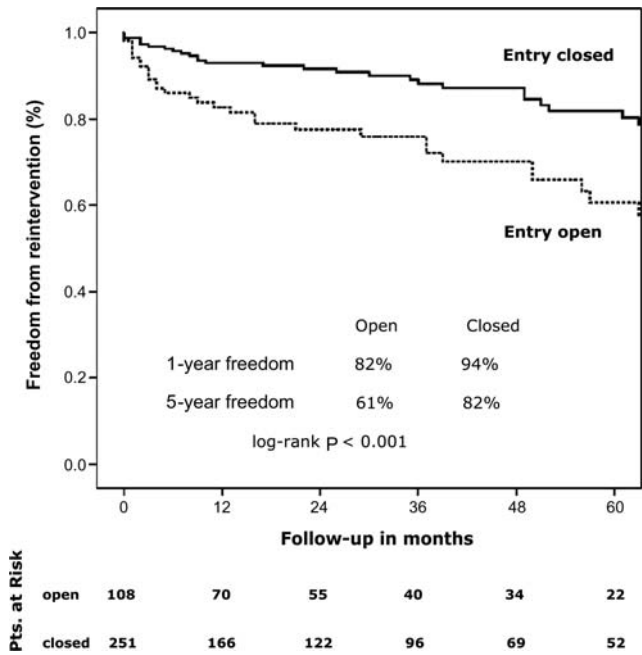 1.0
0.8
0.6
0.4
0.2
0.0
Freedom from reintervention (%)
Entry closed
Entry open
Open Closed
1-year freedom 82% 94%
5-year freedom 61% 82%
log-rank P < 0.001
0 12 24 36 48 60
Follow-up in months
Pts. at Risk
open 108 70 55 40 34 22
closed 251 166 122 96 69 52